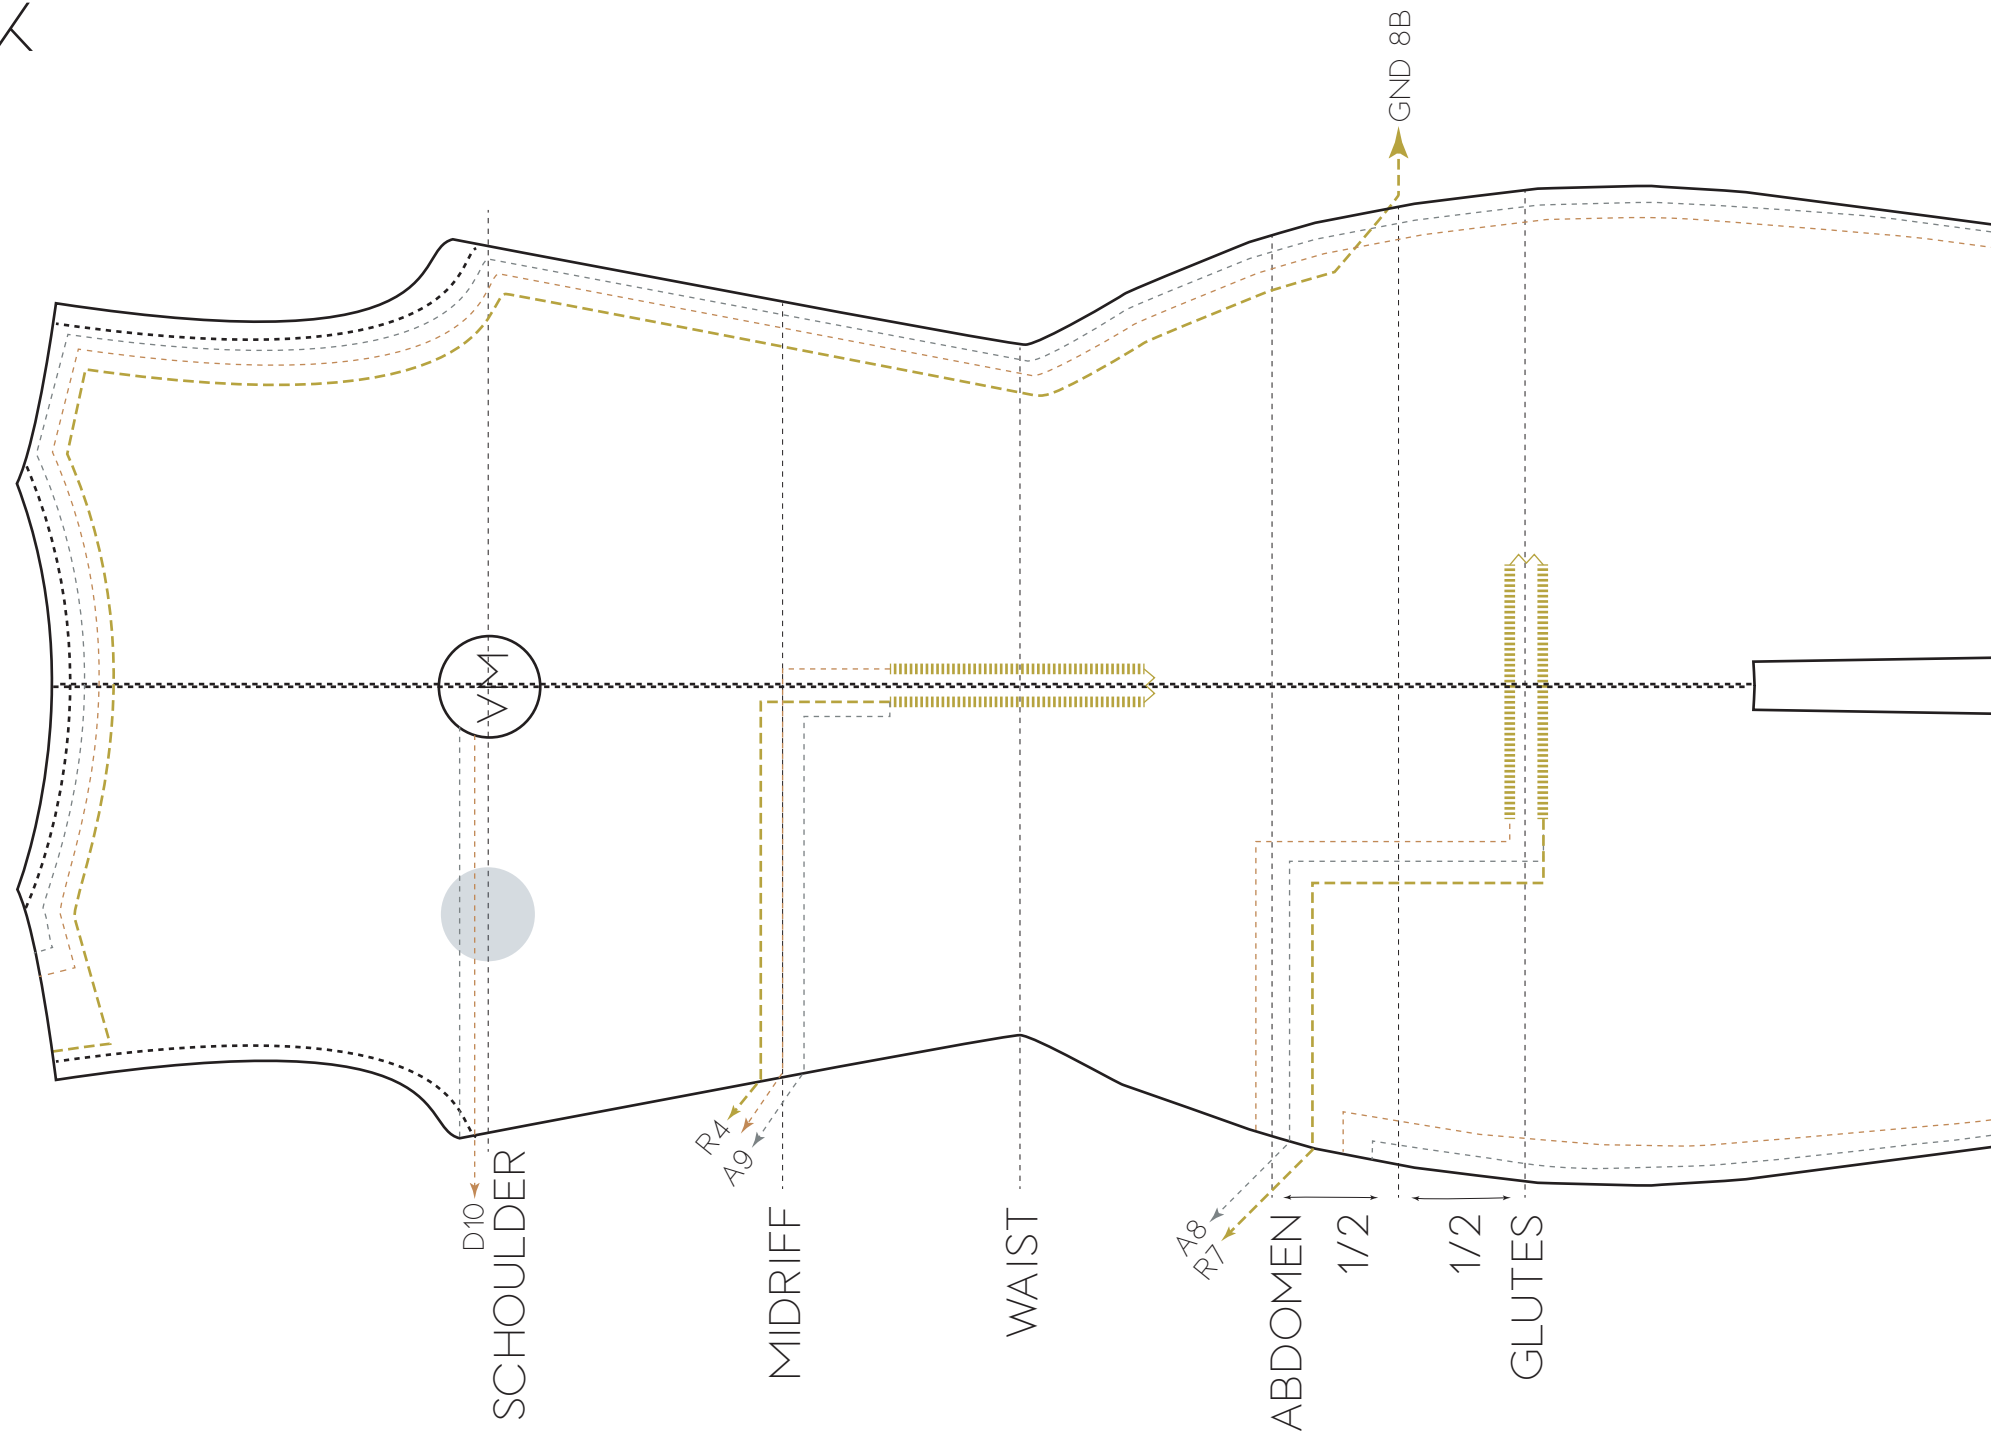 GND 8B
VM
D10
SCHOULDER
R4
A9
MIDRIFF
WAIST
A8
R7
ABDOMEN
1/2
1/2
GLUTES